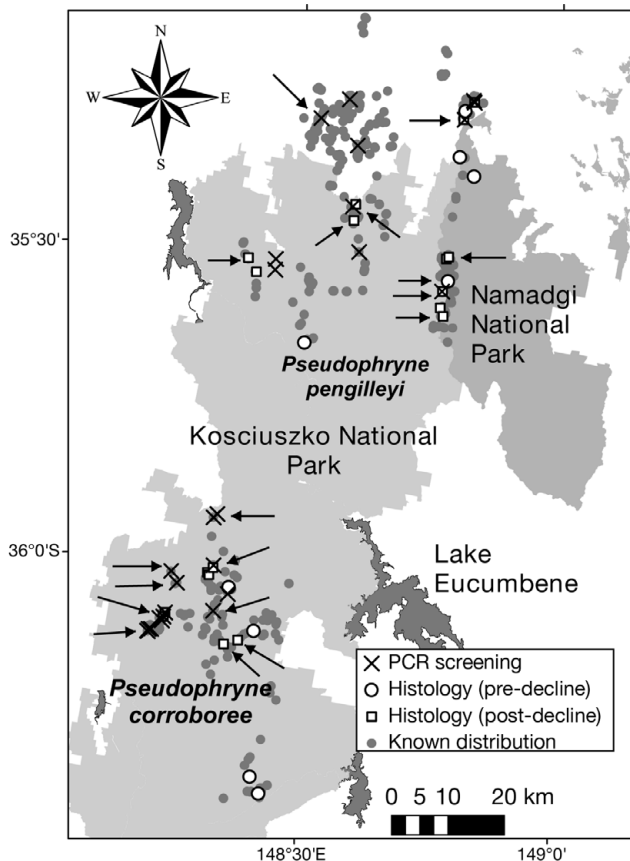 N
W E
S
35°30'
Namadgi
National
Park
Pseudophryne
pengilleyi
Kosciuszko National
Park
36°0'S
Lake
Eucumbene
PCR screening
Histology (pre-decline)
Histology (post-decline)
Known distribution
Pseudophryne
corroboree
0 5 10 20 km
148°30'E 149°0'